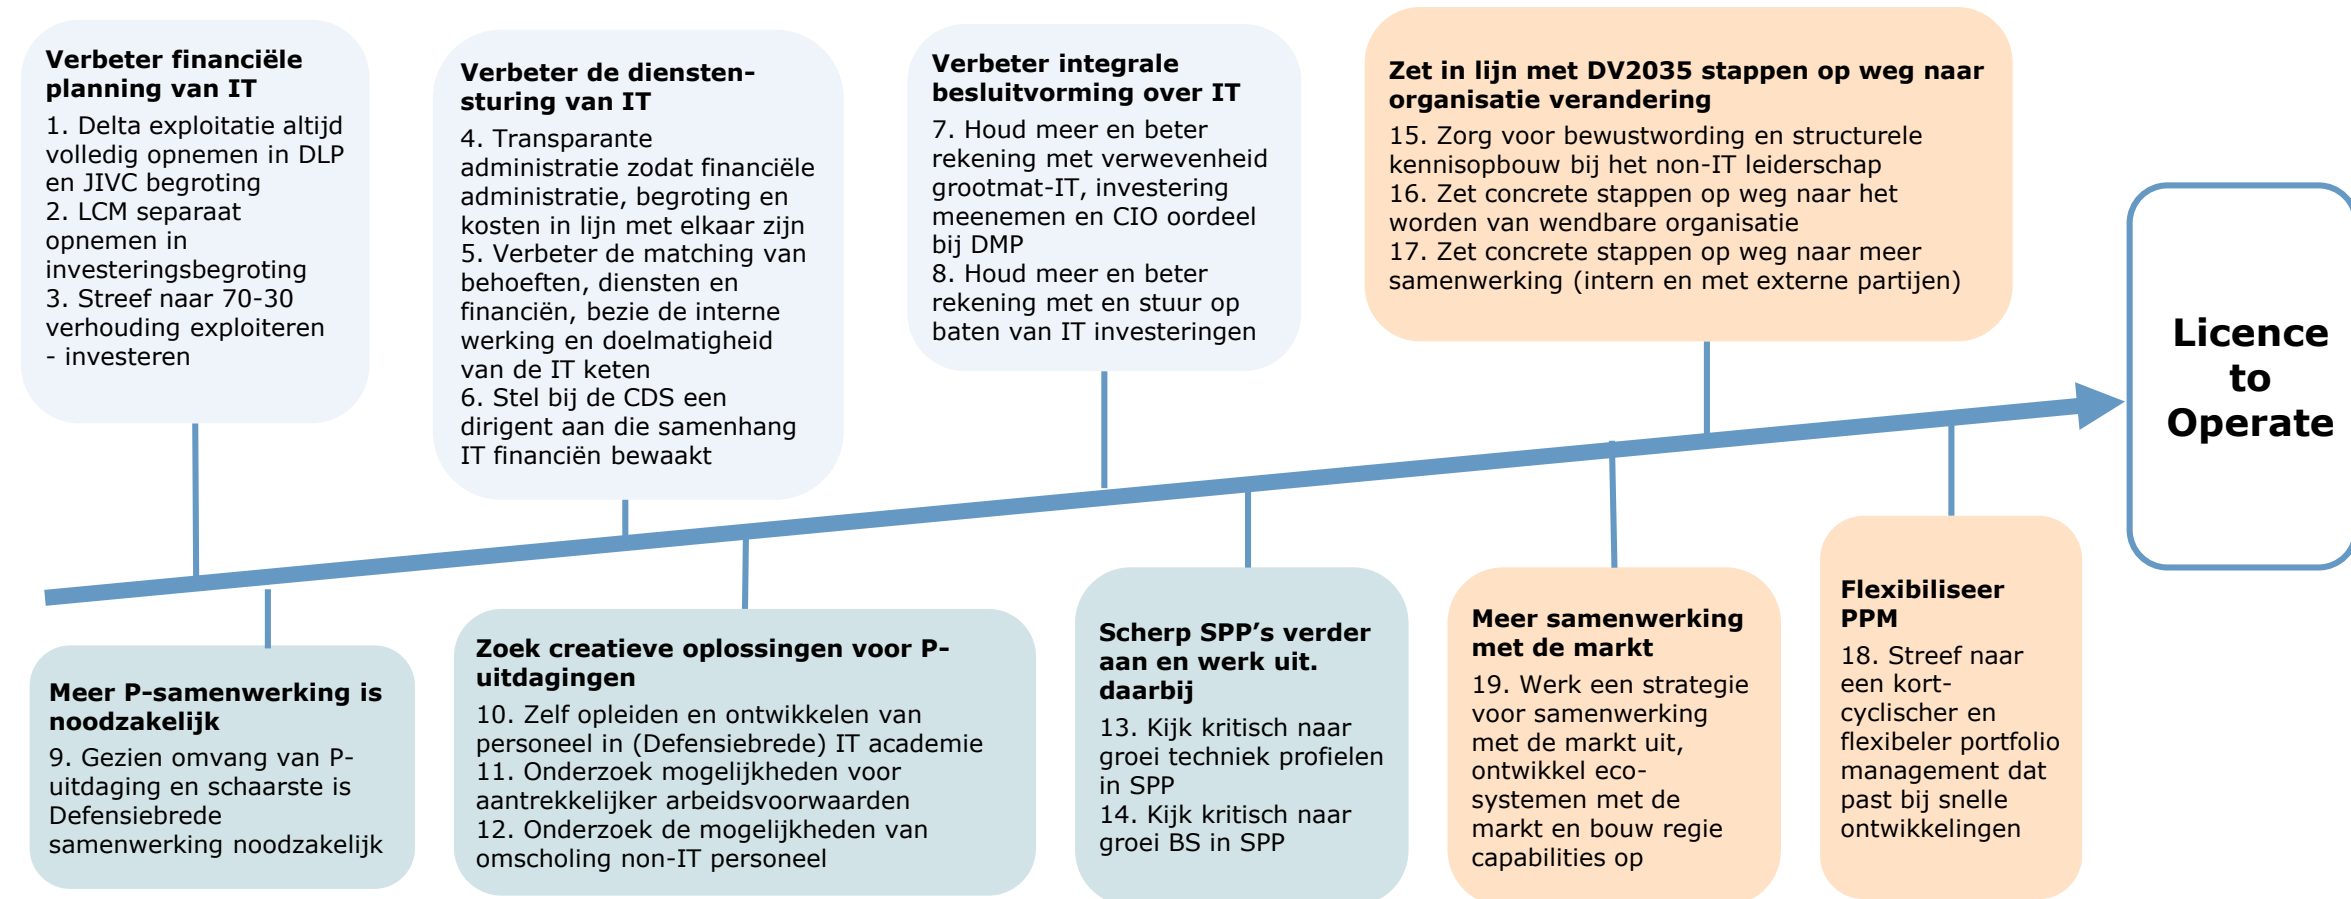 Verbeter financiële
planning van IT
1. Delta exploitatie altijd
volledig opnemen in DLP
en JIVC begroting
2. LCM separaat
opnemen in
investeringsbegroting
3. Streef naar 70-30
verhouding exploiteren
- investeren
Verbeter de diensten-
sturing van IT
4. Transparante
administratie zodat financiële
administratie, begroting en
kosten in lijn met elkaar zijn
5. Verbeter de matching van
behoeften, diensten en
financiën, bezie de interne
werking en doelmatigheid
van de IT keten
6. Stel bij de CDS een
dirigent aan die samenhang
IT financiën bewaakt
Verbeter integrale
besluitvorming over IT
7. Houd meer en beter
rekening met verwevenheid
grootmat-IT, investering
meenemen en CIO oordeel
bij DMP
8. Houd meer en beter
rekening met en stuur op
baten van IT investeringen
Zet in lijn met DV2035 stappen op weg naar
organisatie verandering
15. Zorg voor bewustwording en structurele
kennisopbouw bij het non-IT leiderschap
16. Zet concrete stappen op weg naar het
worden van wendbare organisatie
17. Zet concrete stappen op weg naar meer
samenwerking (intern en met externe partijen)
Licence
to
Operate
Meer P-samenwerking is
noodzakelijk
9. Gezien omvang van P-
uitdaging en schaarste is
Defensiebrede
samenwerking noodzakelijk
Zoek creatieve oplossingen voor P-
uitdagingen
10. Zelf opleiden en ontwikkelen van
personeel in (Defensiebrede) IT academie
11. Onderzoek mogelijkheden voor
aantrekkelijker arbeidsvoorwaarden
12. Onderzoek de mogelijkheden van
omscholing non-IT personeel
Scherp SPP’s verder
aan en werk uit.
daarbij
13. Kijk kritisch naar
groei techniek profielen
in SPP
14. Kijk kritisch naar
groei BS in SPP
Meer samenwerking
met de markt
19. Werk een strategie
voor samenwerking
met de markt uit,
ontwikkel eco-
systemen met de
markt en bouw regie
capabilities op
Flexibiliseer
PPM
18. Streef naar
een kort-
cyclischer en
flexibeler portfolio
management dat
past bij snelle
ontwikkelingen